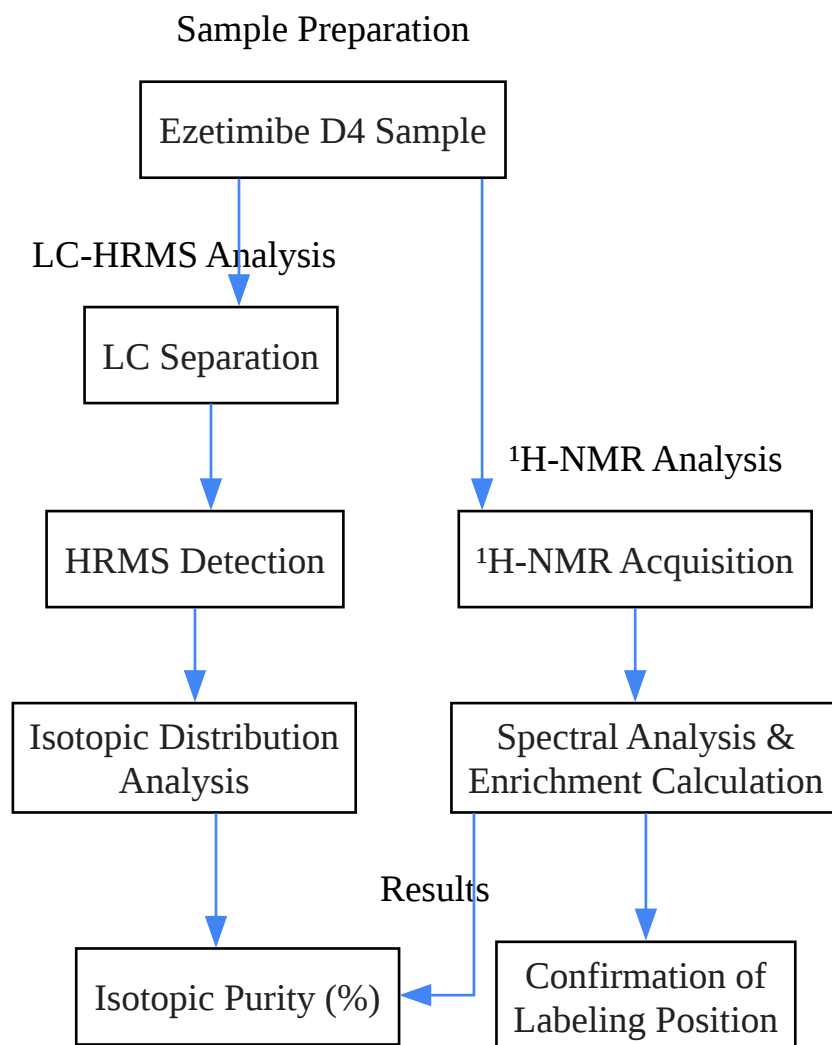 Sample Preparation
Ezetimibe D4 Sample
LC-HRMS Analysis
LC Separation
¹H-NMR Analysis
HRMS Detection
¹H-NMR Acquisition
Isotopic Distribution
Analysis
Spectral Analysis &
Enrichment Calculation
Results
Isotopic Purity (%)
Confirmation of
Labeling Position